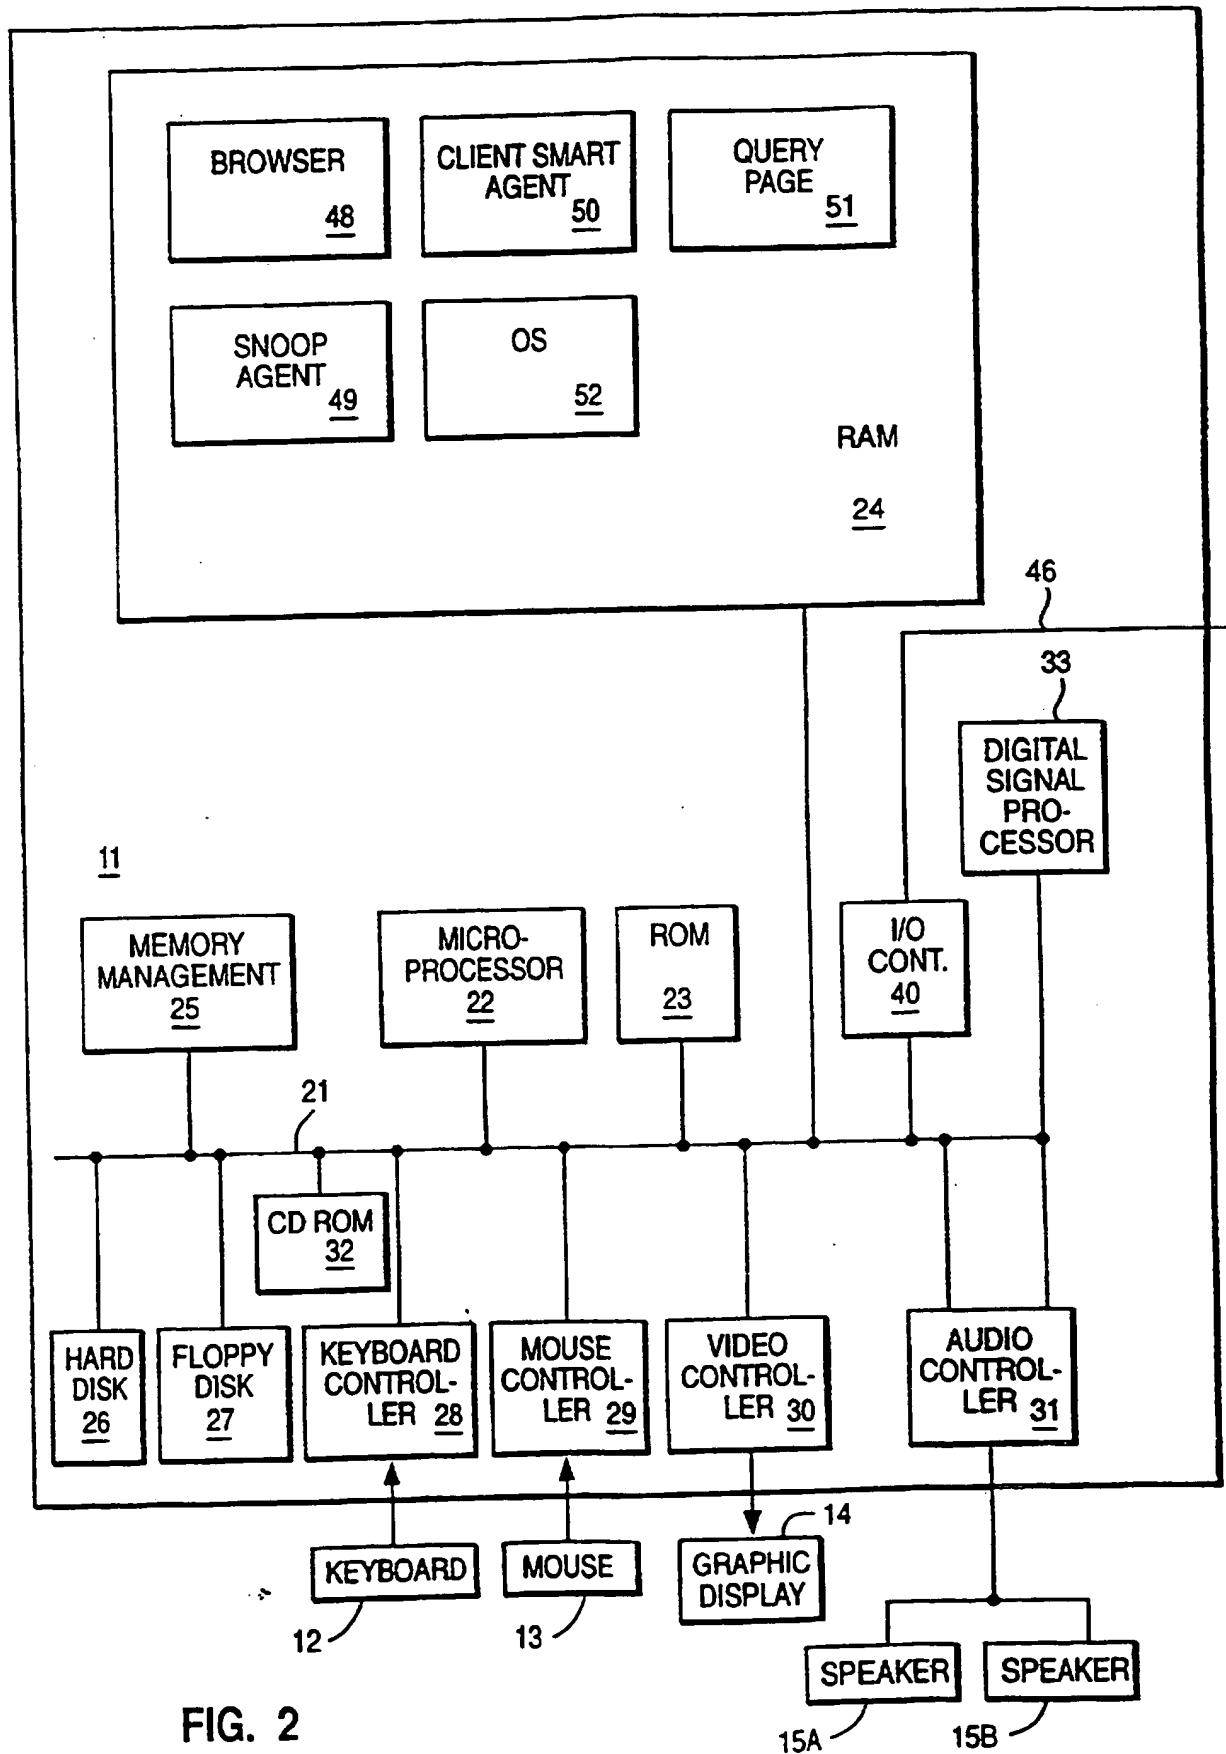 BROWSER
48
CLIENT SMART
AGENT
50
QUERY
PAGE
51
SNOOP
AGENT
49
OS
52
RAM
24
46
33
DIGITAL
SIGNAL
PRO-
CESSOR
11
MEMORY
MANAGEMENT
25
MICRO-
PROCESSOR
22
ROM
23
I/O
CONT.
40
21
CD ROM
32
HARD
DISK
26
FLOPPY
DISK
27
KEYBOARD
CONTROL-
LER 28
MOUSE
CONTROL-
LER 29
VIDEO
CONTROL-
LER 30
AUDIO
CONTROL-
LER 31
KEYBOARD
12
MOUSE
13
14
GRAPHIC
DISPLAY
SPEAKER
15A
SPEAKER
15B
FIG. 2